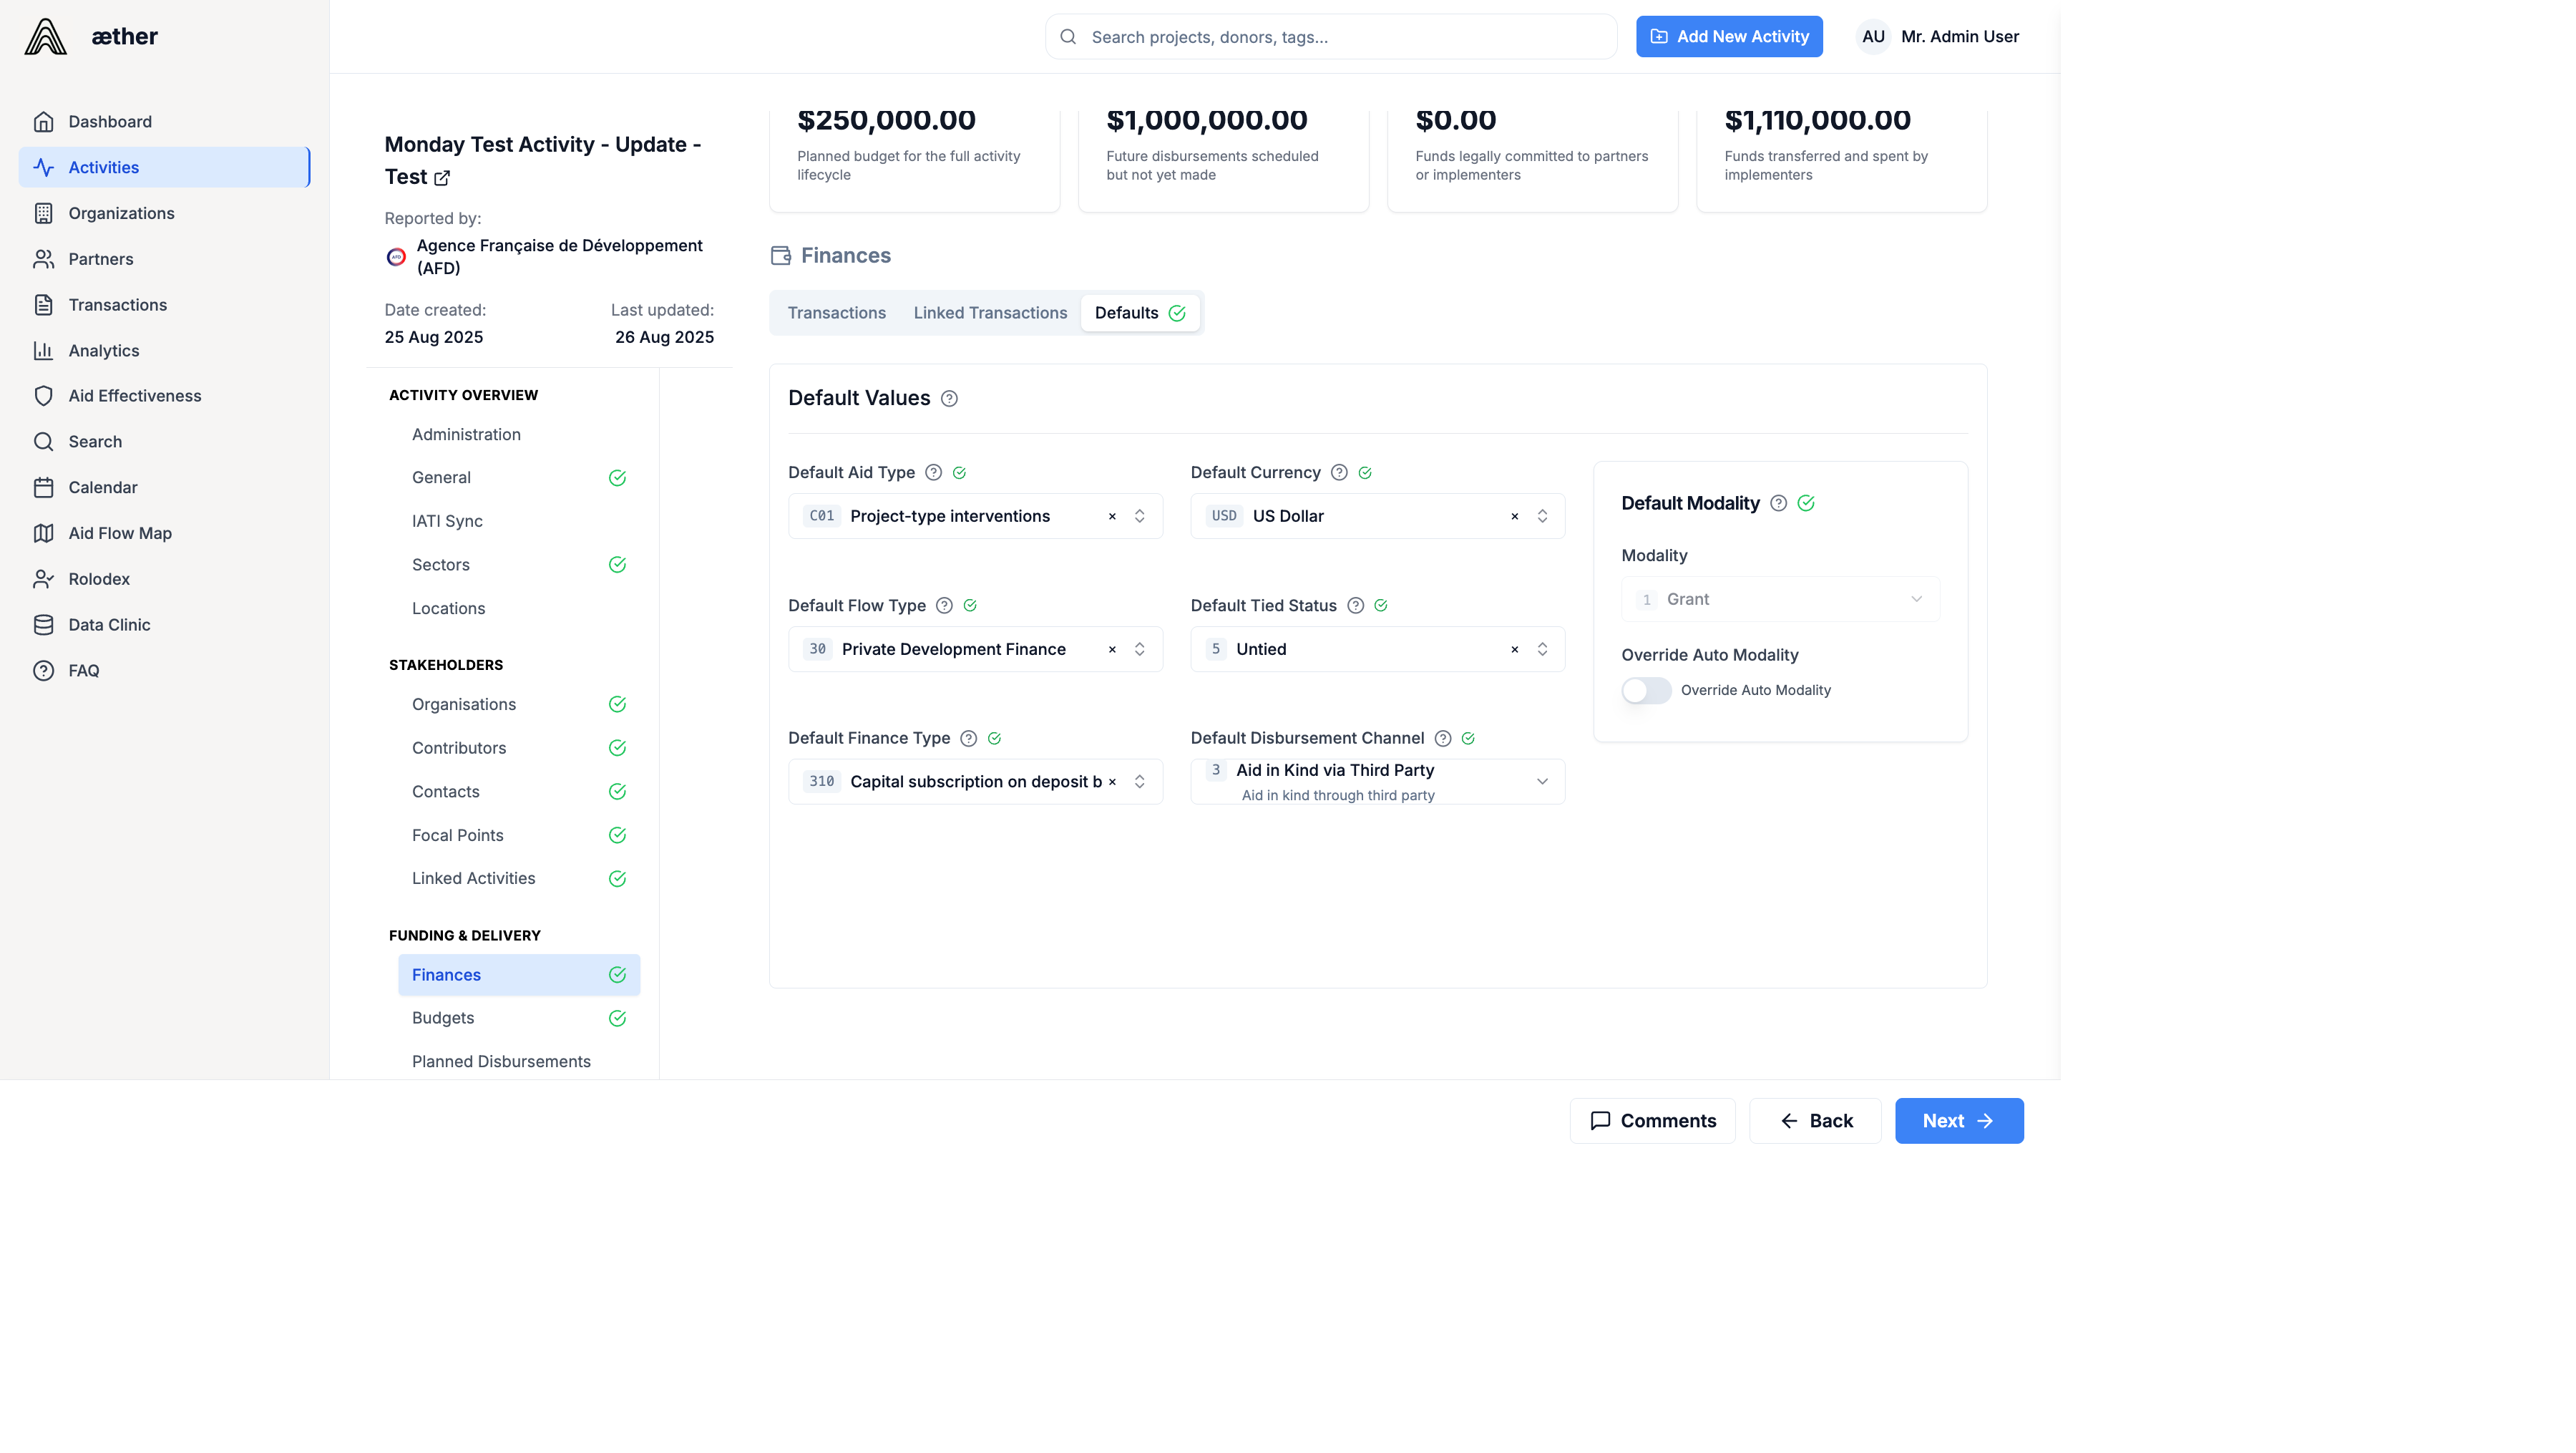 æther
Search projects, donors, tags...
Add New Activity
AU
Mr. Admin User
Dashboard
Activities
Organizations
Partners
Transactions
Analytics
Aid Effectiveness
Search
Calendar
Aid Flow Map
Rolodex
Data Clinic
FAQ
Monday Test Activity - Update -
Test
Reported by:
AFD
Agence Française de Développement
(AFD)
Date created:
Last updated:
25 Aug 2025
26 Aug 2025
ACTIVITY OVERVIEW
Administration
General
IATI Sync
Sectors
Locations
STAKEHOLDERS
Organisations
Contributors
Contacts
Focal Points
Linked Activities
FUNDING & DELIVERY
Finances
Budgets
Planned Disbursements
$250,000.00
Planned budget for the full activity
lifecycle
$1,000,000.00
Future disbursements scheduled
but not yet made
$0.00
Funds legally committed to partners
or implementers
$1,110,000.00
Funds transferred and spent by
implementers
Finances
Transactions
Linked Transactions
Defaults
Default Values
Default Aid Type
C01 Project-type interventions
Default Currency
USD US Dollar
Default Flow Type
30 Private Development Finance
Default Tied Status
5 Untied
Default Finance Type
310 Capital subscription on deposit b
Default Disbursement Channel
3 Aid in Kind via Third Party
Aid in kind through third party
Default Modality
Modality
1 Grant
Override Auto Modality
Override Auto Modality
Comments
Back
Next